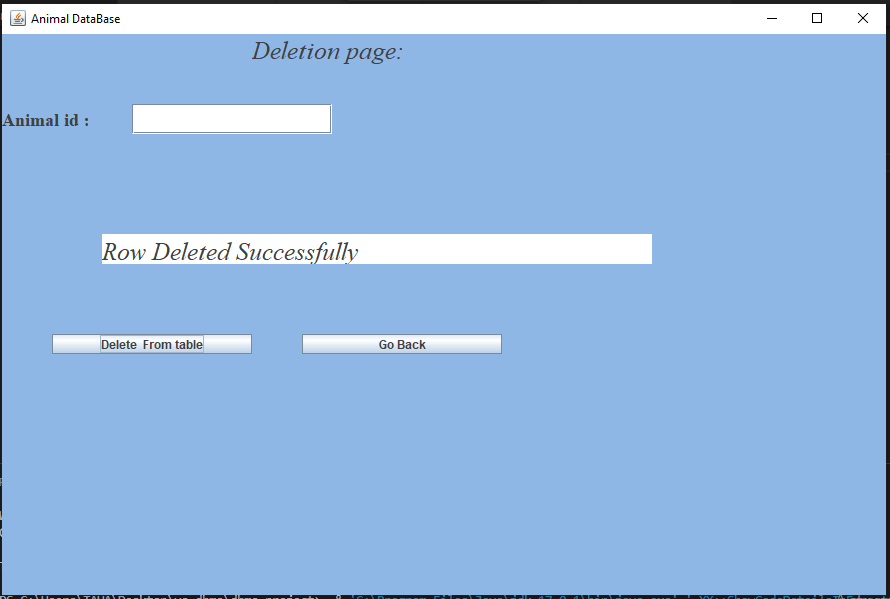 Animal DataBase
Deletion page:
Animal id :
Row Deleted Successfully
Delete  From table
Go Back